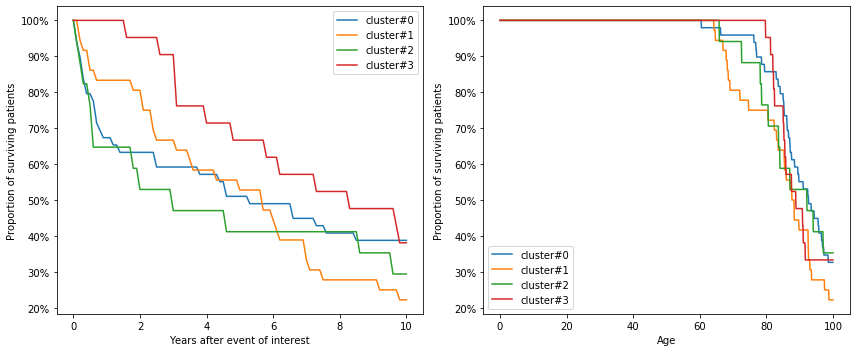 100%
90%
80%
70%
60%
50%
40%
30%
20%
Proportion of surviving patients
0
2
4
6
8
10
Years after event of interest
cluster#0
cluster#1
cluster#2
cluster#3
100%
90%
80%
70%
60%
50%
40%
30%
20%
Proportion of surviving patients
0
20
40
60
80
100
Age
cluster#0
cluster#1
cluster#2
cluster#3